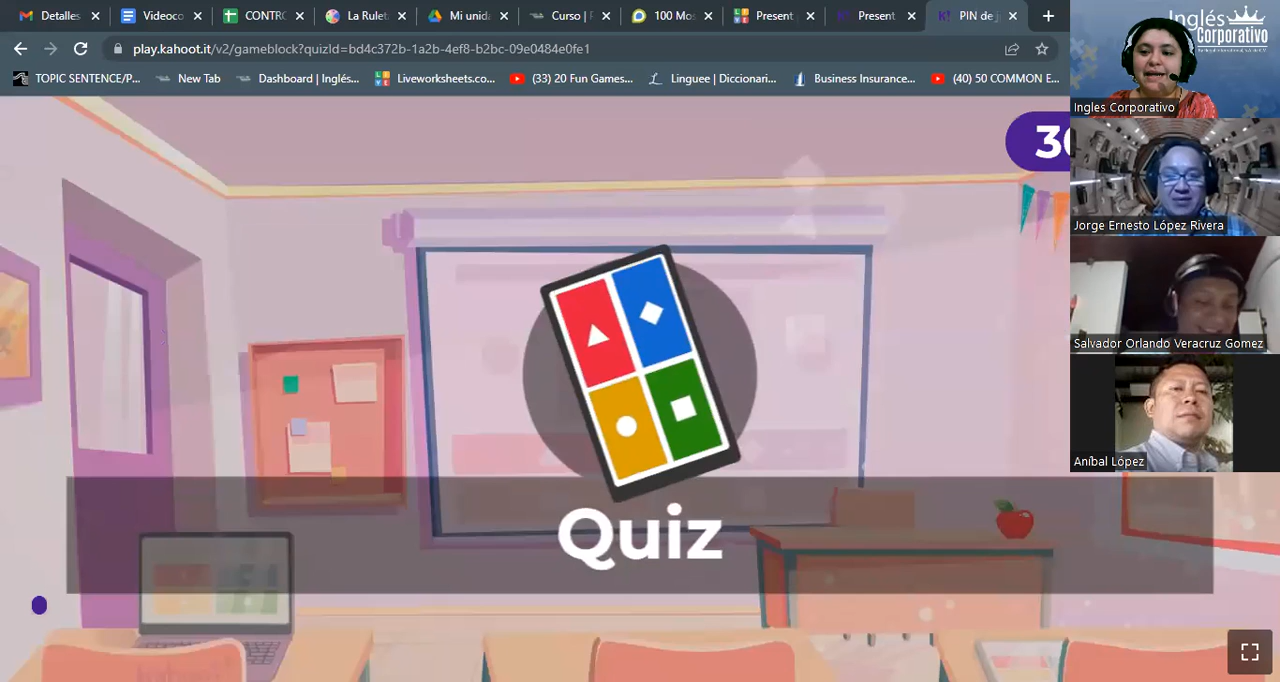 Detalles
Videoco
CONTRO
La Rulet
Mi unida
Curso | F
100 Mos
Present
Present
PIN de j
play.kahoot.it/v2/gameblock?quizId=bd4c372b-1a2b-4ef8-b2bc-09e0484e0fe1
TOPIC SENTENCE/P...
New Tab
Dashboard | Inglés...
Liveworksheets.co...
(33) 20 Fun Games...
Linguee | Diccionari...
Business Insurance...
(40) 50 COMMON E...
Inglés
Corporativo
Ingles Corporativo
30
Jorge Ernesto López Rivera
Salvador Orlando Veracruz Gomez
Aníbal López
Quiz